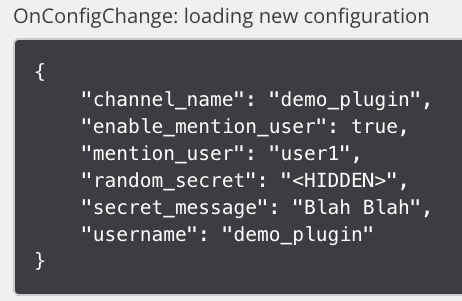 OnConfigChange: loading new configuration
{
    "channel_name": "demo_plugin",
    "enable_mention_user": true,
    "mention_user": "user1",
    "random_secret": "<HIDDEN>",
    "secret_message": "Blah Blah",
    "username": "demo_plugin"
}